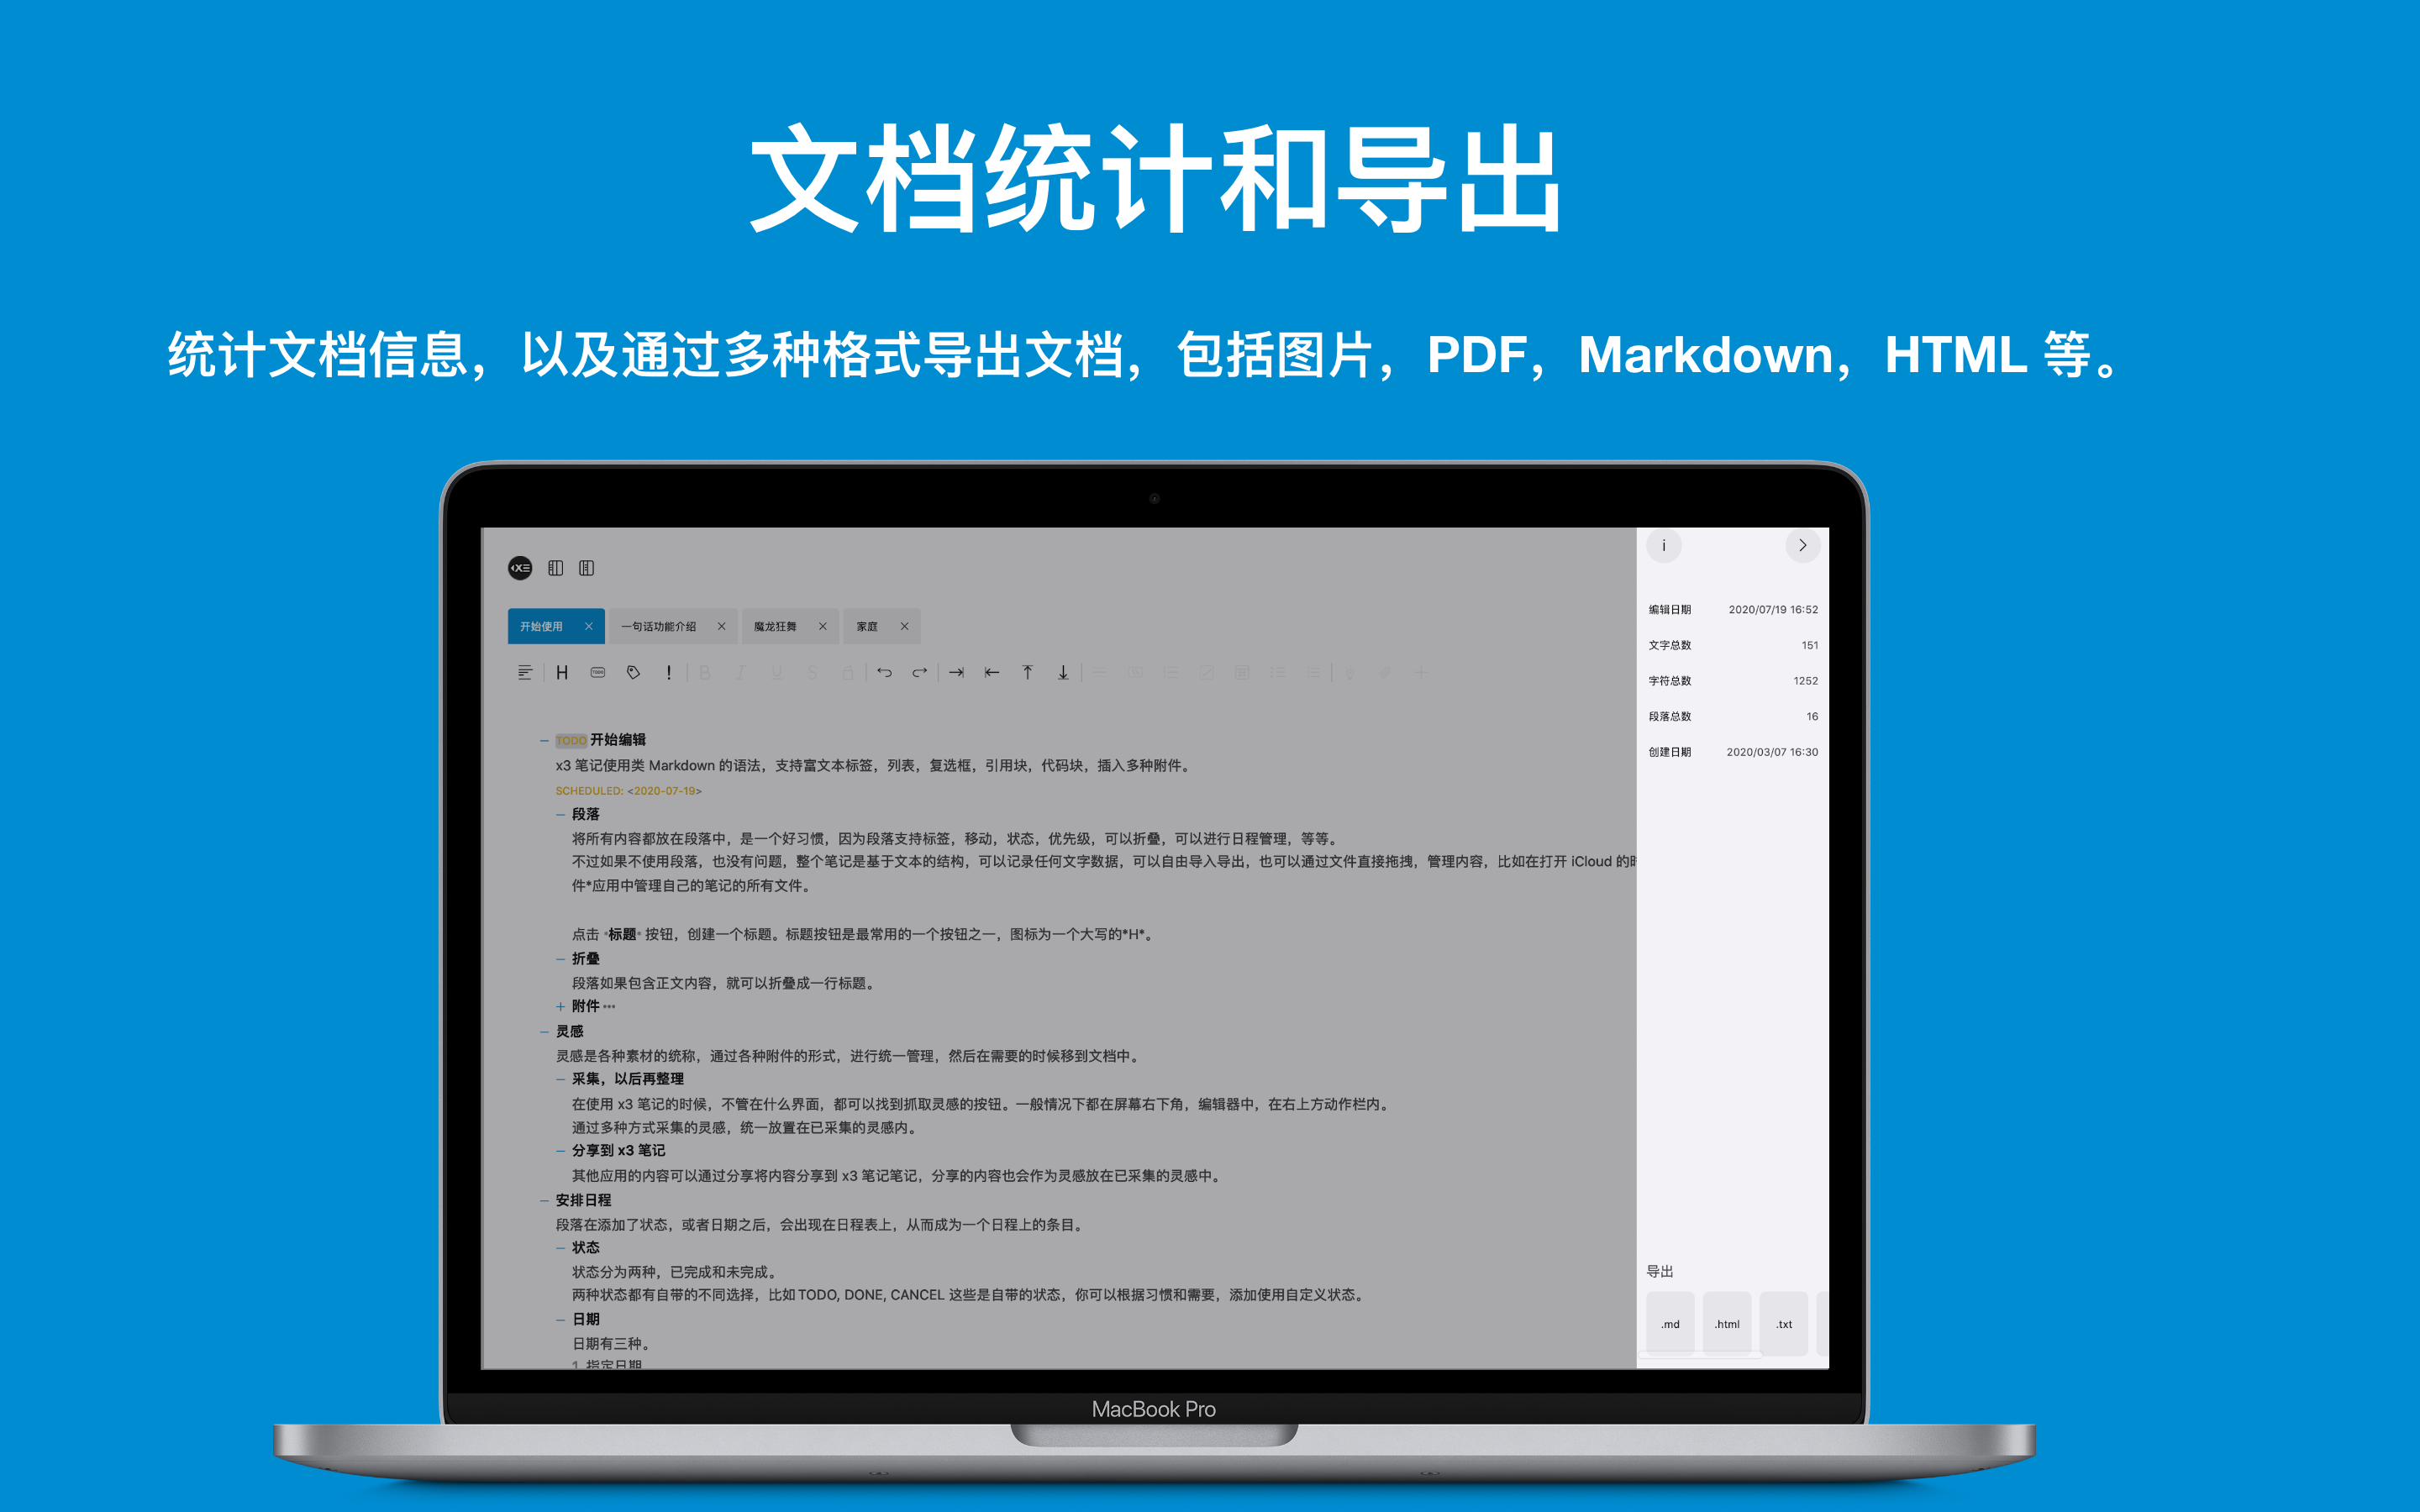 文档统计和导出
统计文档信息，以及通过多种格式导出文档，包括图片，PDF，Markdown，HTML 等。
开始使用 × 一句话功能介绍 × 魔龙狂舞 × 家庭 ×
H TODO ! B I U S
TODO 开始编辑
x3 笔记使用类 Markdown 的语法，支持富文本标签，列表，复选框，引用块，代码块，插入多种附件。
SCHEDULED: <2020-07-19>
段落
将所有内容都放在段落中，是一个好习惯，因为段落支持标签，移动，状态，优先级，可以折叠，可以进行日程管理，等等。
不过如果不使用段落，也没有问题，整个笔记是基于文本的结构，可以记录任何文字数据，可以自由导入导出，也可以通过文件直接拖拽，管理内容，比如在打开 iCloud 的
件*应用中管理自己的笔记的所有文件。
点击 *标题* 按钮，创建一个标题。标题按钮是最常用的一个按钮之一，图标为一个大写的*H*。
折叠
段落如果包含正文内容，就可以折叠成一行标题。
+ 附件 •••
灵感
灵感是各种素材的统称，通过各种附件的形式，进行统一管理，然后在需要的时候移到文档中。
采集，以后再整理
在使用 x3 笔记的时候，不管在什么界面，都可以找到抓取灵感的按钮。一般情况下都在屏幕右下角，编辑器中，在右上方动作栏内。
通过多种方式采集的灵感，统一放置在已采集的灵感内。
分享到 x3 笔记
其他应用的内容可以通过分享将内容分享到 x3 笔记笔记，分享的内容也会作为灵感放在已采集的灵感中。
安排日程
段落在添加了状态，或者日期之后，会出现在日程表上，从而成为一个日程上的条目。
状态
状态分为两种，已完成和未完成。
两种状态都有自带的不同选择，比如 TODO, DONE, CANCEL 这些是自带的状态，你可以根据习惯和需要，添加使用自定义状态。
日期
日期有三种。
1. 指定日期
i
编辑日期 2020/07/19 16:52
文字总数 151
字符总数 1252
段落总数 16
创建日期 2020/03/07 16:30
导出
.md .html .txt
MacBook Pro